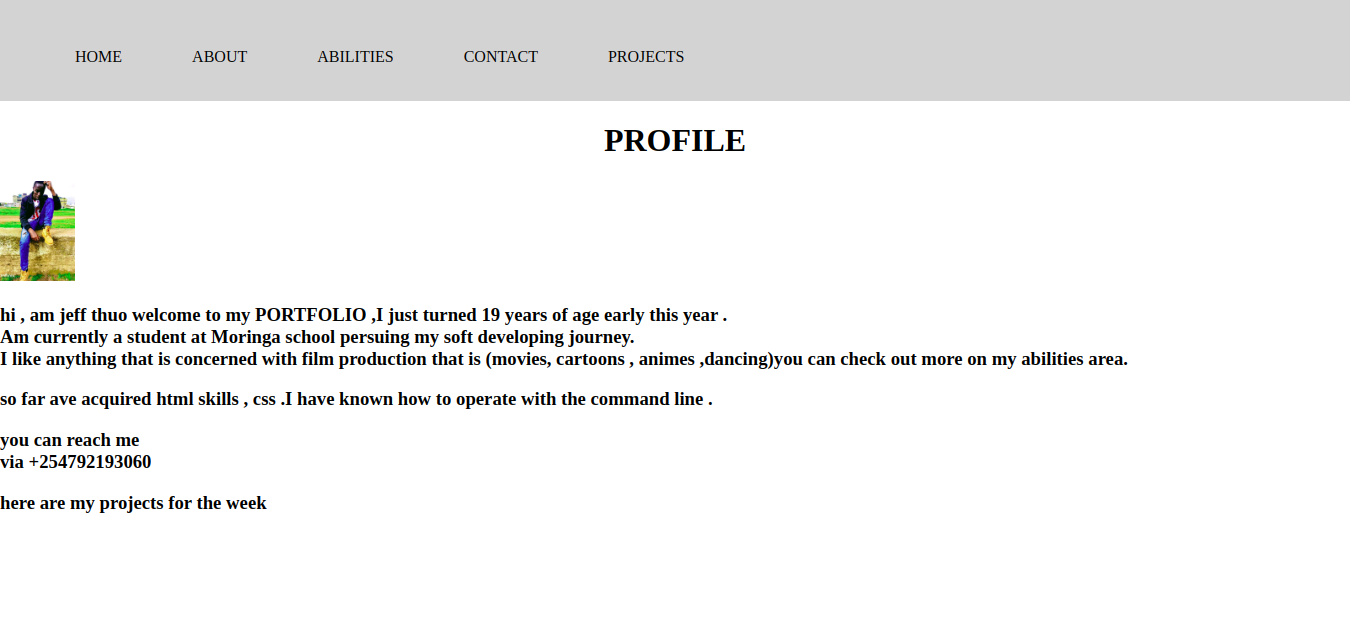 HOME ABOUT ABILITIES CONTACT PROJECTS
PROFILE
hi , am jeff thuo welcome to my PORTFOLIO ,I just turned 19 years of age early this year .
Am currently a student at Moringa school persuing my soft developing journey.
I like anything that is concerned with film production that is (movies, cartoons , animes ,dancing)you can check out more on my abilities area.
so far ave acquired html skills , css .I have known how to operate with the command line .
you can reach me
via +254792193060
here are my projects for the week